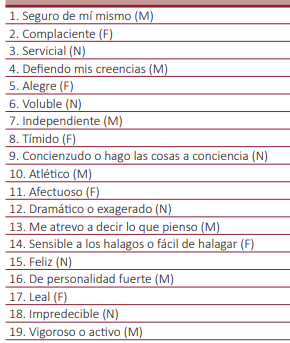 1. Seguro de mí mismo (M)
2. Complaciente (F)
3. Servicial (N)
4. Defiendo mis creencias (M)
5. Alegre (F)
6. Voluble (N)
7. Independiente (M)
8. Tímido (F)
9. Concienzudo o hago las cosas a conciencia (N)
10. Atlético (M)
11. Afectuoso (F)
12. Dramático o exagerado (N)
13. Me atrevo a decir lo que pienso (M)
14. Sensible a los halagos o fácil de halagar (F)
15. Feliz (N)
16. De personalidad fuerte (M)
17. Leal (F)
18. Impredecible (N)
19. Vigoroso o activo (M)